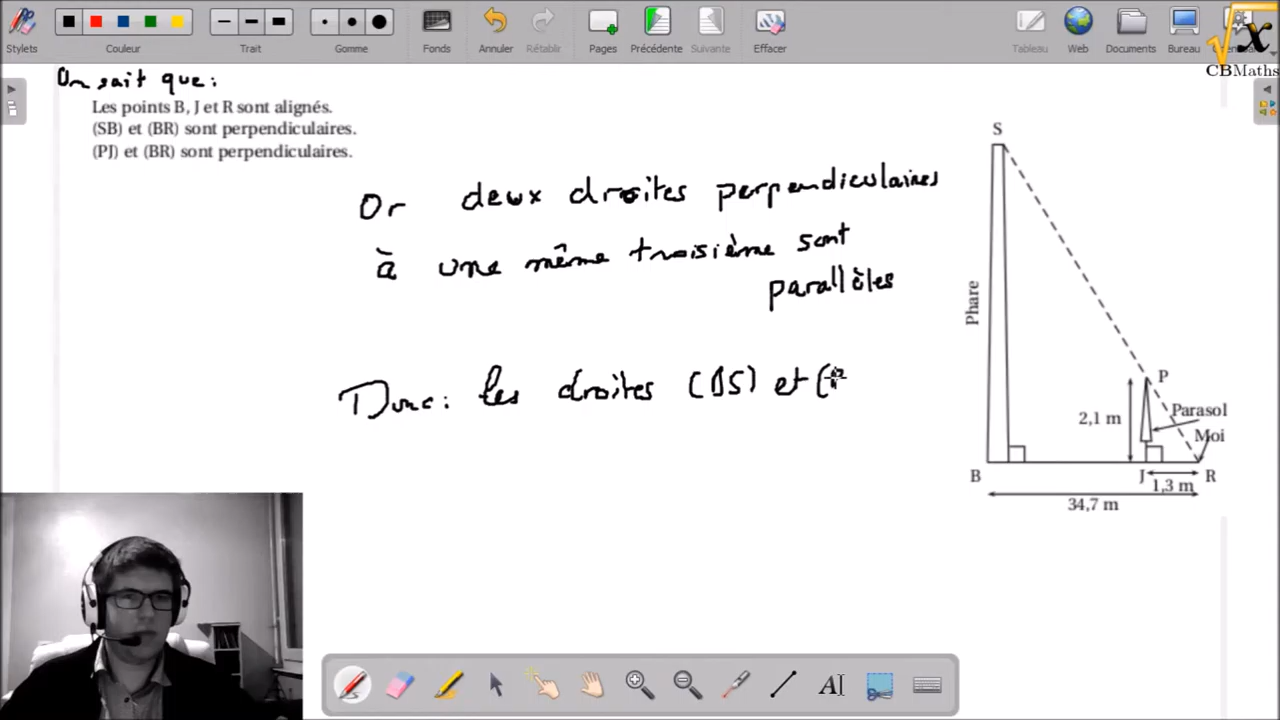 Stylets
Couleur
Trait
Gomme
Fonds
Annuler
Rétablir
Pages
Précédente
Suivante
Effacer
Tableau
Web
Documents
Bureau
CBMaths
On sait que:
Les points B, J et R sont alignés.
(SB) et (BR) sont perpendiculaires.
(PJ) et (BR) sont perpendiculaires.
Or deux droites perpendiculaires
à une même troisième sont
parallèles
Donc: les droites (BS) et (P
S
Phare
P
2,1 m
Parasol
Moi
B
J
R
1,3 m
34,7 m